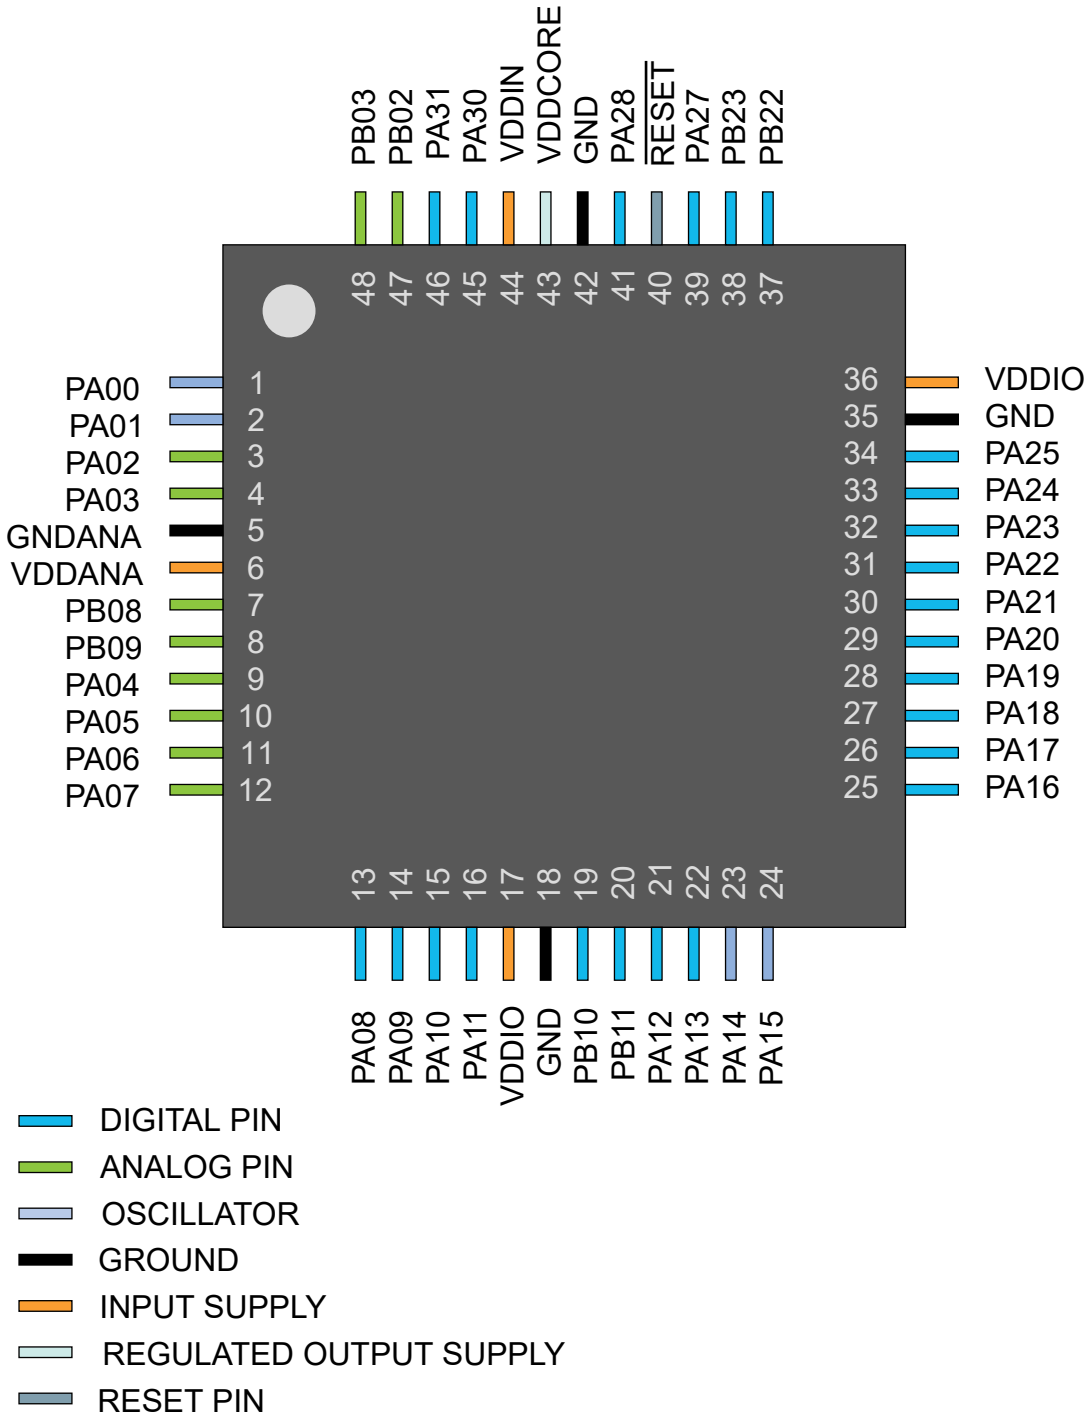 PB03
PB02
PA31
PA30
VDDIN
VDDCORE
GND
PA28
RESET
PA27
PB23
PB22
48
47
46
45
44
43
42
41
40
39
38
37
PA00 1
PA01 2
PA02 3
PA03 4
GNDANA 5
VDDANA 6
PB08 7
PB09 8
PA04 9
PA05 10
PA06 11
PA07 12
36 VDDIO
35 GND
34 PA25
33 PA24
32 PA23
31 PA22
30 PA21
29 PA20
28 PA19
27 PA18
26 PA17
25 PA16
13
14
15
16
17
18
19
20
21
22
23
24
PA08
PA09
PA10
PA11
VDDIO
GND
PB10
PB11
PA12
PA13
PA14
PA15
DIGITAL PIN
ANALOG PIN
OSCILLATOR
GROUND
INPUT SUPPLY
REGULATED OUTPUT SUPPLY
RESET PIN